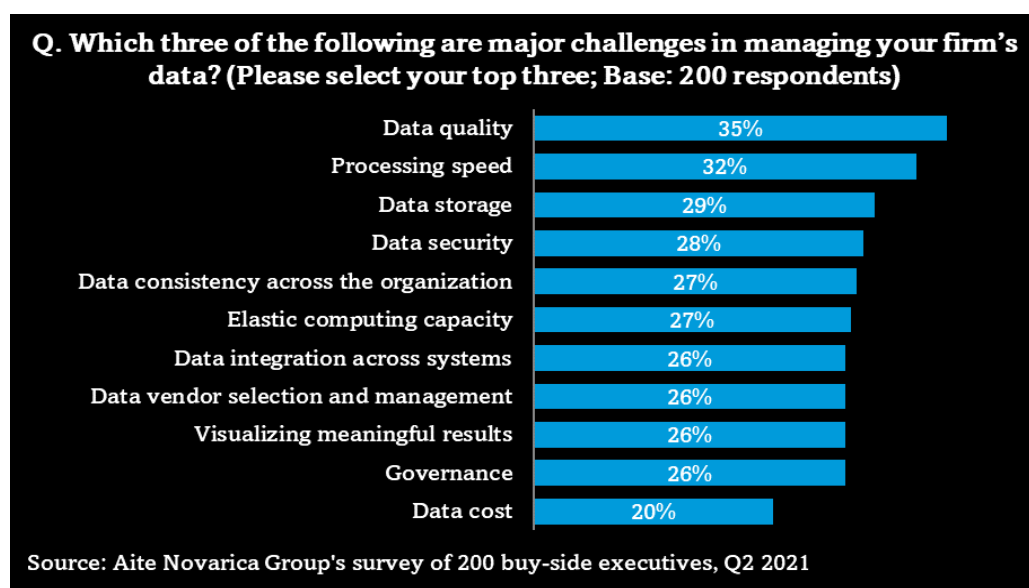 Q. Which three of the following are major challenges in managing your firm's
data? (Please select your top three; Base: 200 respondents)
Data quality 35%
Processing speed 32%
Data storage 29%
Data security 28%
Data consistency across the organization 27%
Elastic computing capacity 27%
Data integration across systems 26%
Data vendor selection and management 26%
Visualizing meaningful results 26%
Governance 26%
Data cost 20%
Source: Aite Novarica Group's survey of 200 buy-side executives, Q2 2021